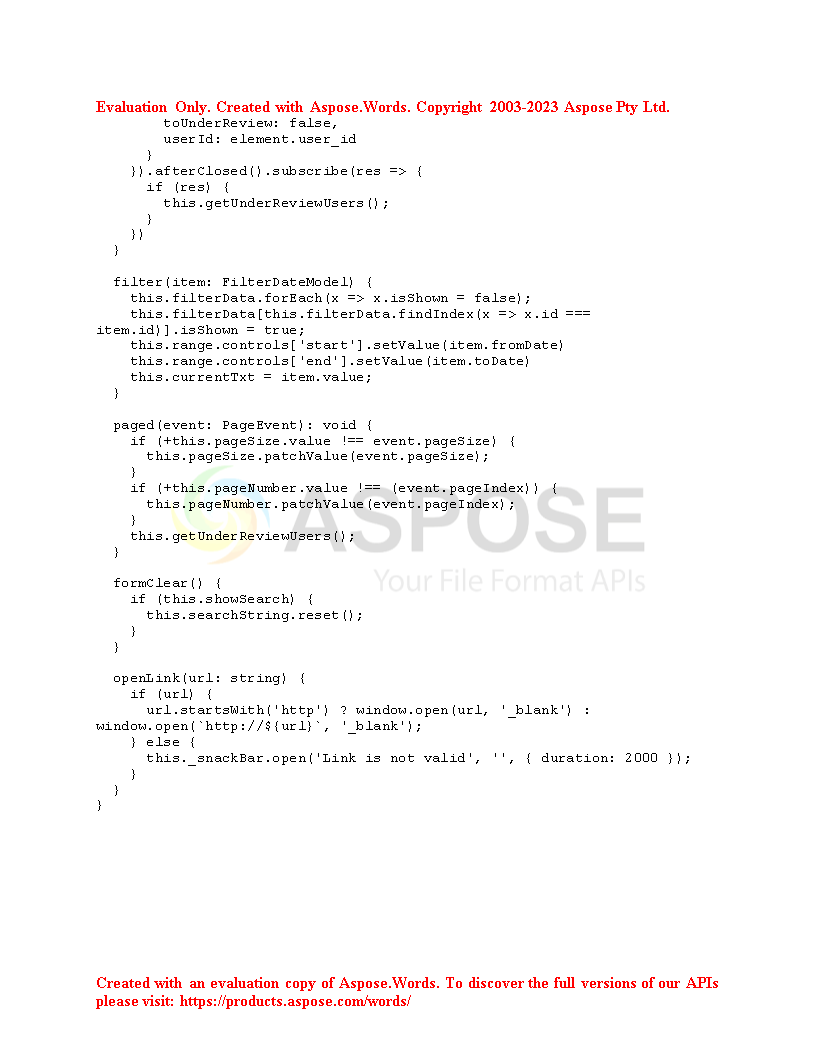 Evaluation Only. Created with Aspose.Words. Copyright 2003-2023 Aspose Pty Ltd.
        toUnderReview: false,
        userId: element.user_id
      }
    }).afterClosed().subscribe(res => {
      if (res) {
        this.getUnderReviewUsers();
      }
    })
  }

  filter(item: FilterDateModel) {
    this.filterData.forEach(x => x.isShown = false);
    this.filterData[this.filterData.findIndex(x => x.id ===
item.id)].isShown = true;
    this.range.controls['start'].setValue(item.fromDate)
    this.range.controls['end'].setValue(item.toDate)
    this.currentTxt = item.value;
  }

  paged(event: PageEvent): void {
    if (+this.pageSize.value !== event.pageSize) {
      this.pageSize.patchValue(event.pageSize);
    }
    if (+this.pageNumber.value !== (event.pageIndex)) {
      this.pageNumber.patchValue(event.pageIndex);
    }
    this.getUnderReviewUsers();
  }

  formClear() {
    if (this.showSearch) {
      this.searchString.reset();
    }
  }

  openLink(url: string) {
    if (url) {
      url.startsWith('http') ? window.open(url, '_blank') :
window.open(`http://${url}`, '_blank');
    } else {
      this._snackBar.open('Link is not valid', '', { duration: 2000 });
    }
  }
}
ASPOSE
Your File Format APIs
Created with an evaluation copy of Aspose.Words. To discover the full versions of our APIs
please visit: https://products.aspose.com/words/